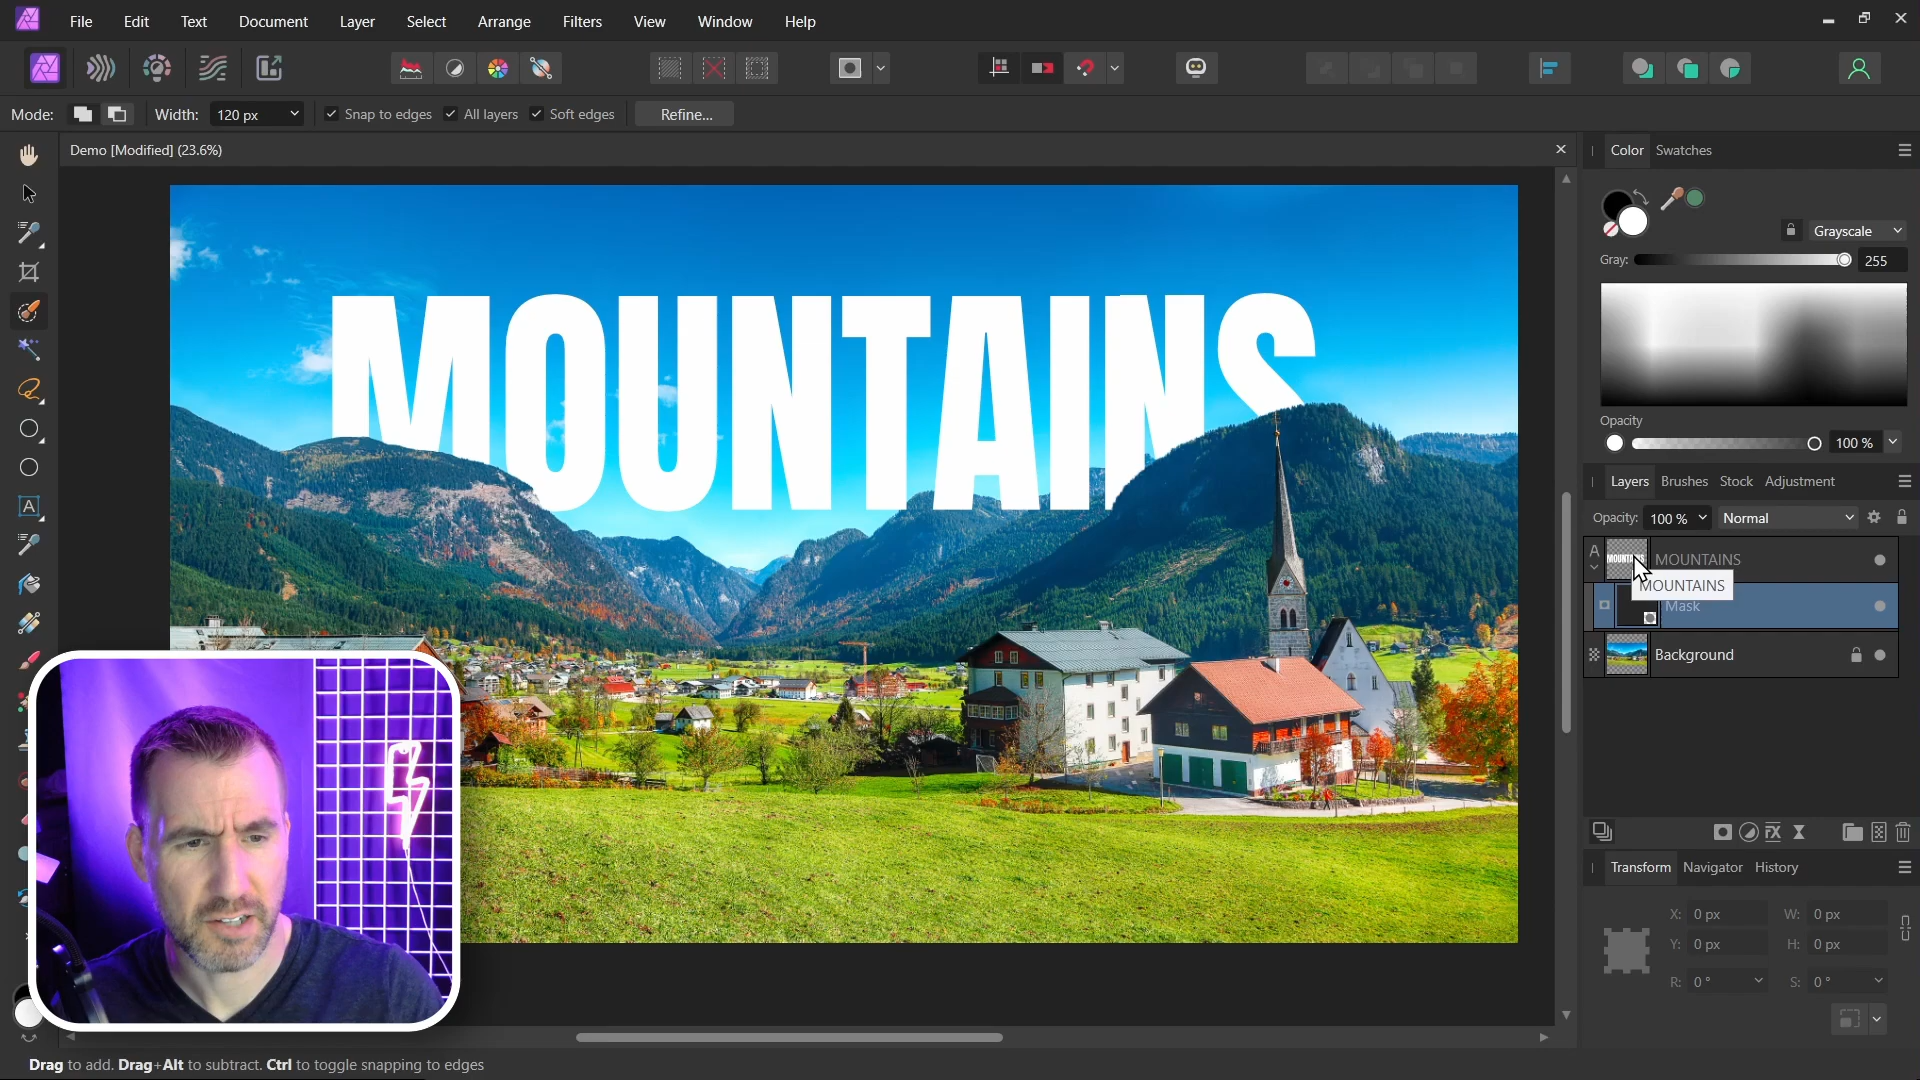 File Edit Text Document Layer Select Arrange Filters View Window Help
Mode: Width: 120 px Snap to edges All layers Soft edges Refine...
Demo [Modified] (23.6%)
Color Swatches
Grayscale
Gray: 255
MOUNTAINS
Opacity
100 %
Layers Brushes Stock Adjustment
Opacity: 100 % Normal
A MOUNTAINS MOUNTAINS
MOUNTAINS
Mask
Background
A
FX
Transform Navigator History
X: 0 px W: 0 px
Y: 0 px H: 0 px
R: 0 ° S: 0 °
Drag to add. Drag+Alt to subtract. Ctrl to toggle snapping to edges